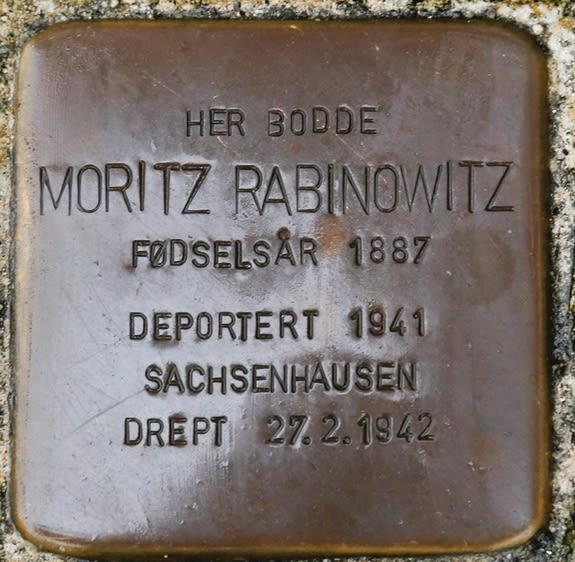 HER BODDE
MORITZ RABINOWITZ
FØDSELSÅR 1887
DEPORTERT 1941
SACHSENHAUSEN
DREPT 27.2.1942